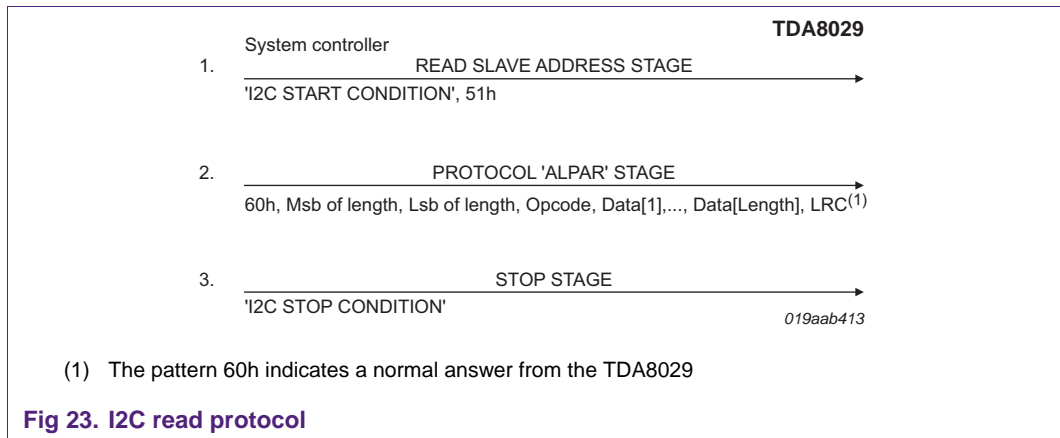 TDA8029
System controller
1. READ SLAVE ADDRESS STAGE
'I2C START CONDITION', 51h
2. PROTOCOL 'ALPAR' STAGE
60h, Msb of length, Lsb of length, Opcode, Data[1],..., Data[Length], LRC(1)
3. STOP STAGE
'I2C STOP CONDITION'
019aab413
(1) The pattern 60h indicates a normal answer from the TDA8029
Fig 23. I2C read protocol